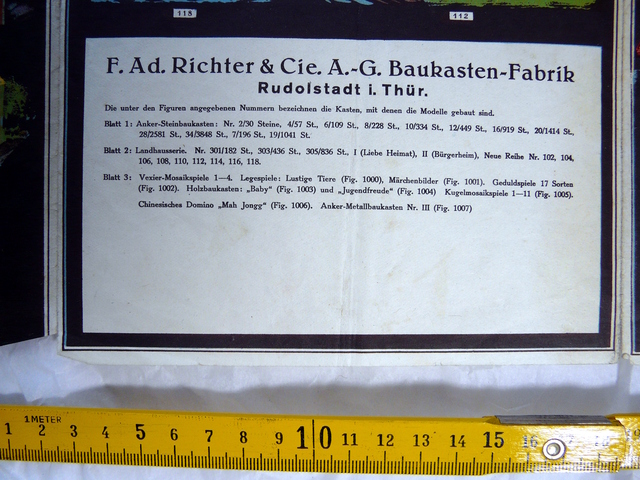 118 112
F. Ad. Richter & Cie. A.-G. Baukasten-Fabrik
Rudolstadt i. Thür.
Die unter den Figuren angegebenen Nummern bezeichnen die Kasten, mit denen die Modelle gebaut sind.
Blatt 1: Anker-Steinbaukasten: Nr. 2/30 Steine, 4/57 St., 6/109 St., 8/228 St., 10/334 St., 12/449 St., 16/919 St., 20/1414 St.,
28/2581 St., 34/3848 St., 7/196 St., 19/1041 St.
Blatt 2: Landhausserie. Nr. 301/182 St., 303/436 St., 305/836 St., I (Liebe Heimat), II (Bürgerheim), Neue Reihe Nr. 102, 104,
106, 108, 110, 112, 114, 116, 118.
Blatt 3: Vexier-Mosaikspiele 1—4. Legespiele: Lustige Tiere (Fig. 1000), Märchenbilder (Fig. 1001). Geduldspiele 17 Sorten
(Fig. 1002). Holzbaukasten: „Baby“ (Fig. 1003) und „Jugendfreude“ (Fig. 1004) Kugelmosaikspiele 1—11 (Fig. 1005).
Chinesisches Domino „Mah Jongg“ (Fig. 1006). Anker-Metallbaukasten Nr. III (Fig. 1007)
1 METER
1 2 3 4 5 6 7 8 9 10 11 12 13 14 15 16 17 18